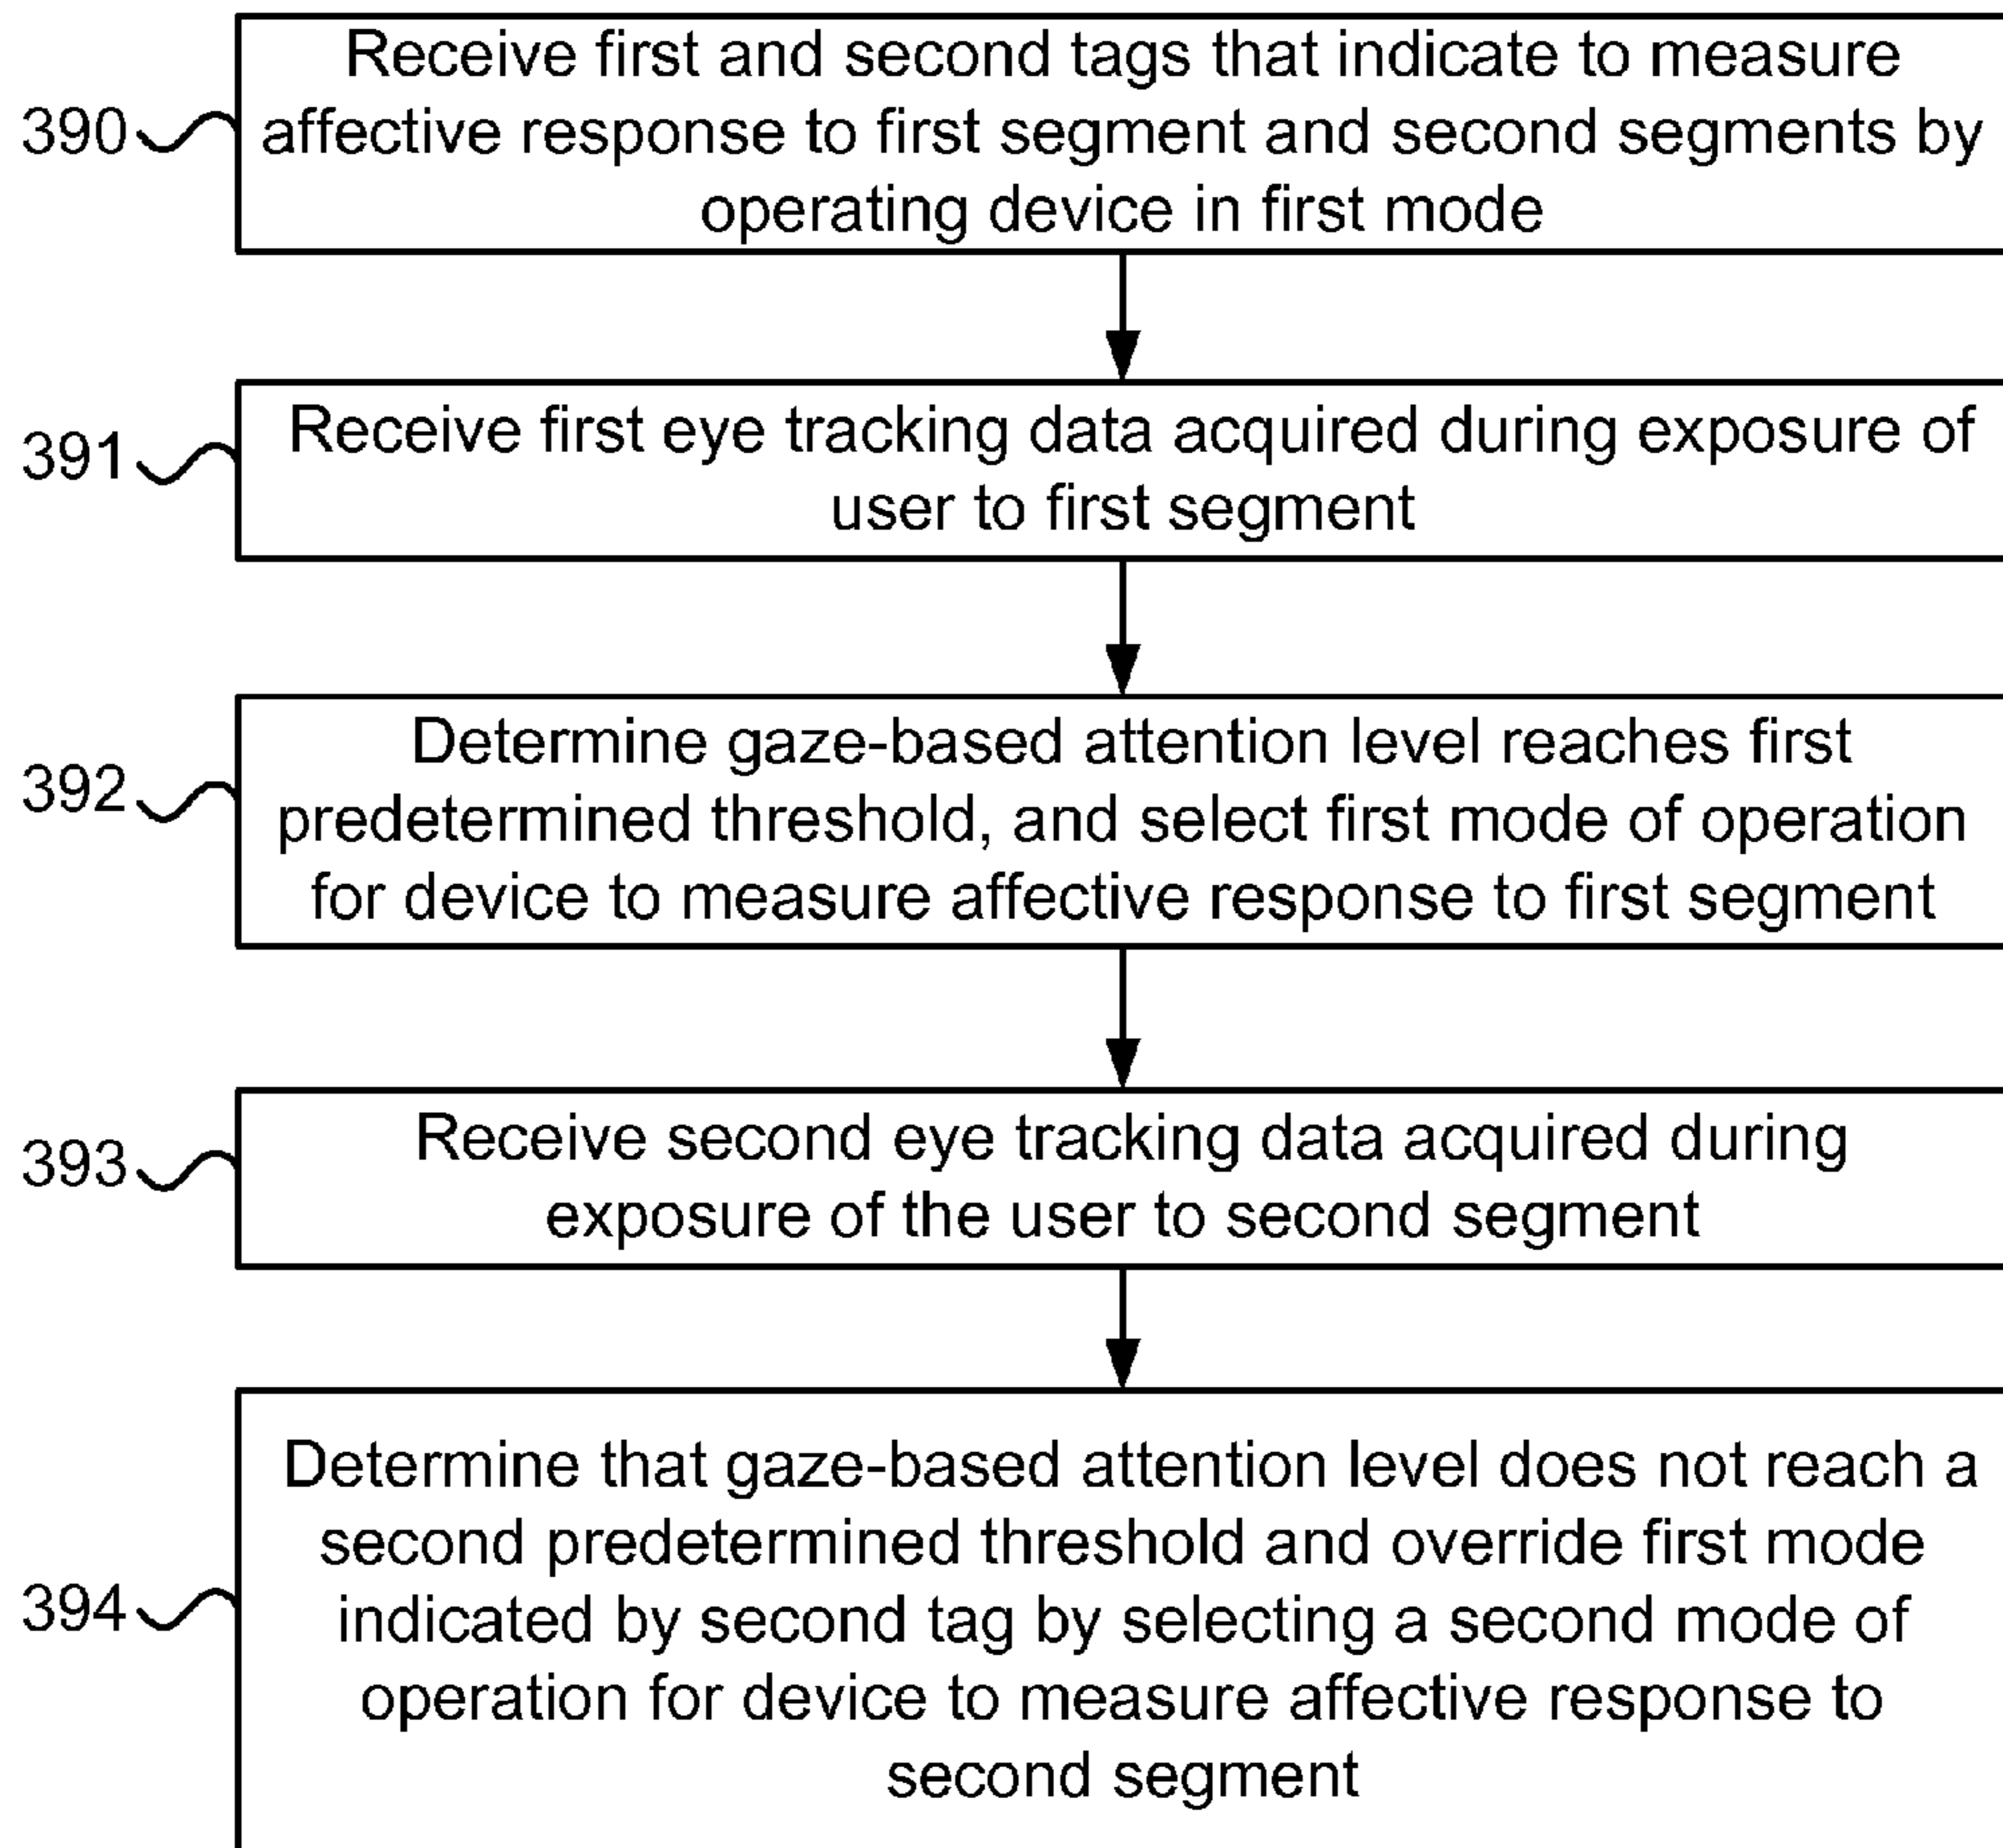 Receive first and second tags that indicate to measure
390
affective response to first segment and second segments by
operating device in first mode
Receive first eye tracking data acquired during exposure of
391
user to first segment
Determine gaze-based attention level reaches first
392
predetermined threshold, and select first mode of operation
for device to measure affective response to first segment
Receive second eye tracking data acquired during
393
exposure of the user to second segment
Determine that gaze-based attention level does not reach a
second predetermined threshold and override first mode
394
indicated by second tag by selecting a second mode of
operation for device to measure affective response to
second segment